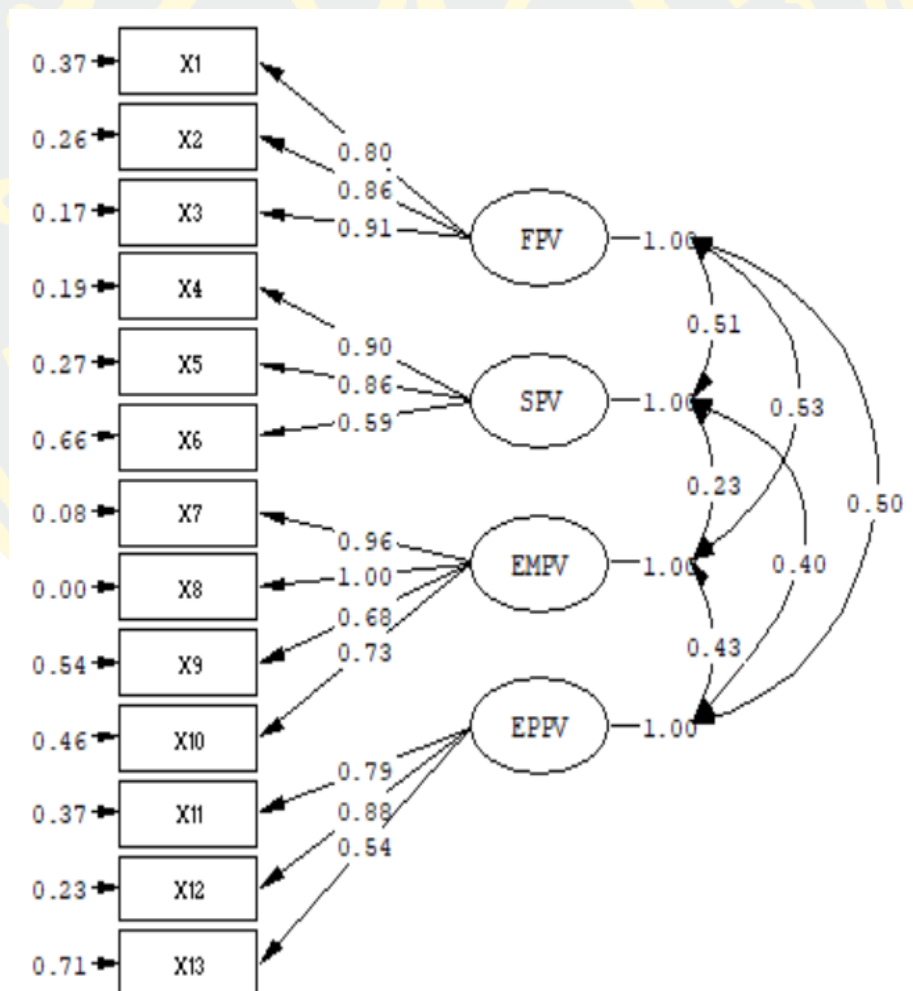 0.37 X1
0.26 X2
0.17 X3
0.19 X4
0.27 X5
0.66 X6
0.08 X7
0.00 X8
0.54 X9
0.46 X10
0.37 X11
0.23 X12
0.71 X13
0.80
0.86
0.91
0.90
0.86
0.59
0.96
1.00
0.68
0.73
0.79
0.88
0.54
FPV 1.00
SPV 1.00
EMPV 1.00
EPPV 1.00
0.51
0.53
0.23
0.50
0.40
0.43